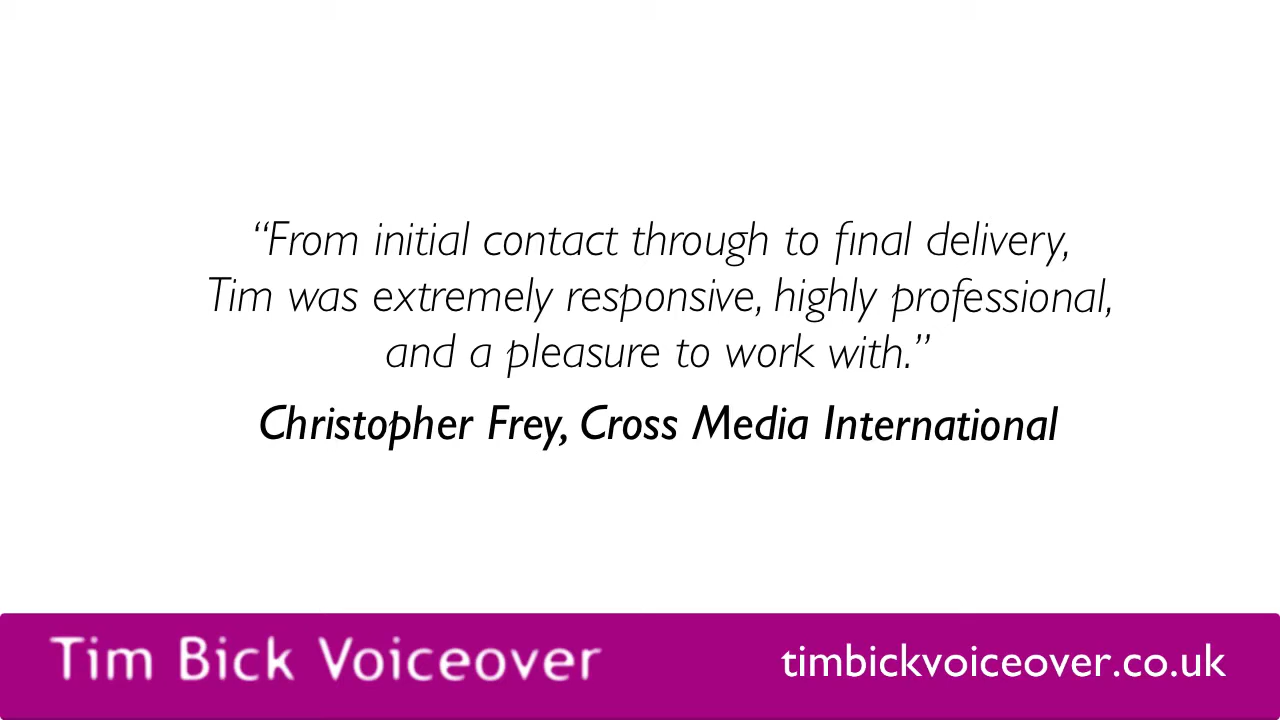 “From initial contact through to final delivery,
Tim was extremely responsive, highly professional,
and a pleasure to work with.”
Christopher Frey, Cross Media International
Tim Bick Voiceover
timbickvoiceover.co.uk